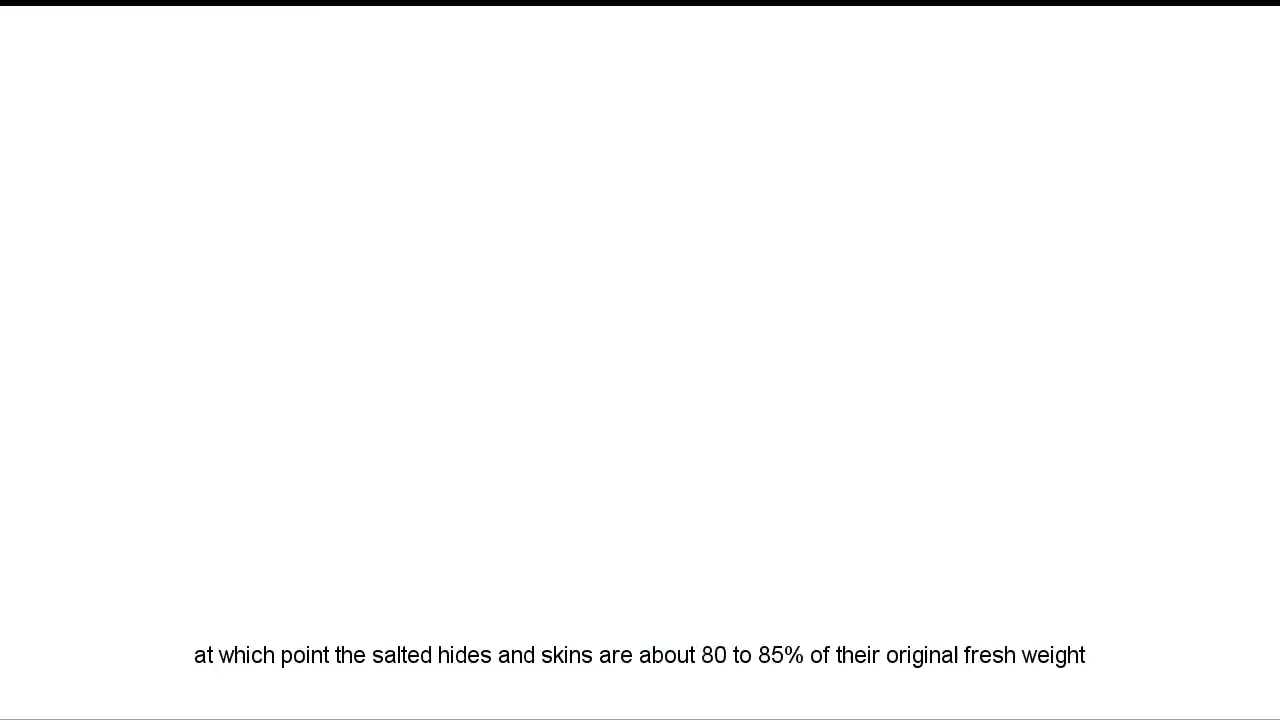 at which point the salted hides and skins are about 80 to 85% of their original fresh weight